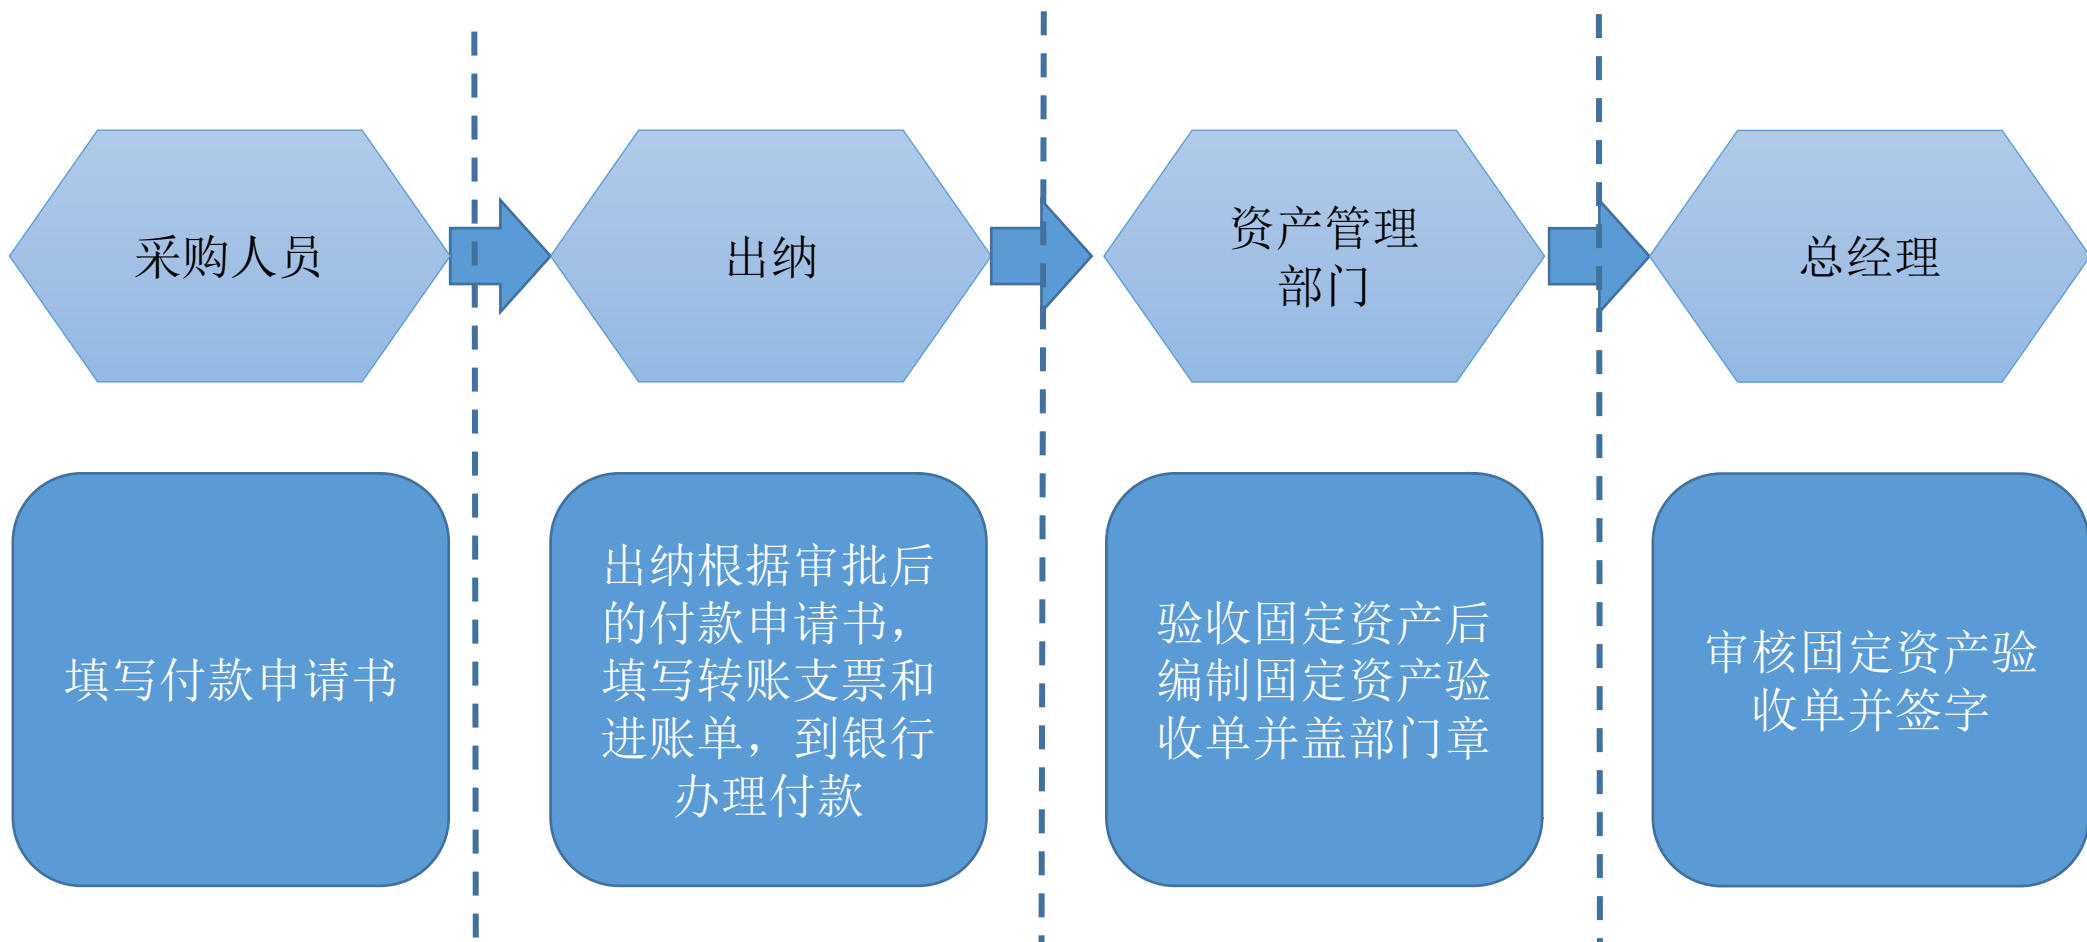 采购人员
出纳
资产管理
部门
总经理
填写付款申请书
出纳根据审批后
的付款申请书，
填写转账支票和
进账单，到银行
办理付款
验收固定资产后
编制固定资产验
收单并盖部门章
审核固定资产验
收单并签字